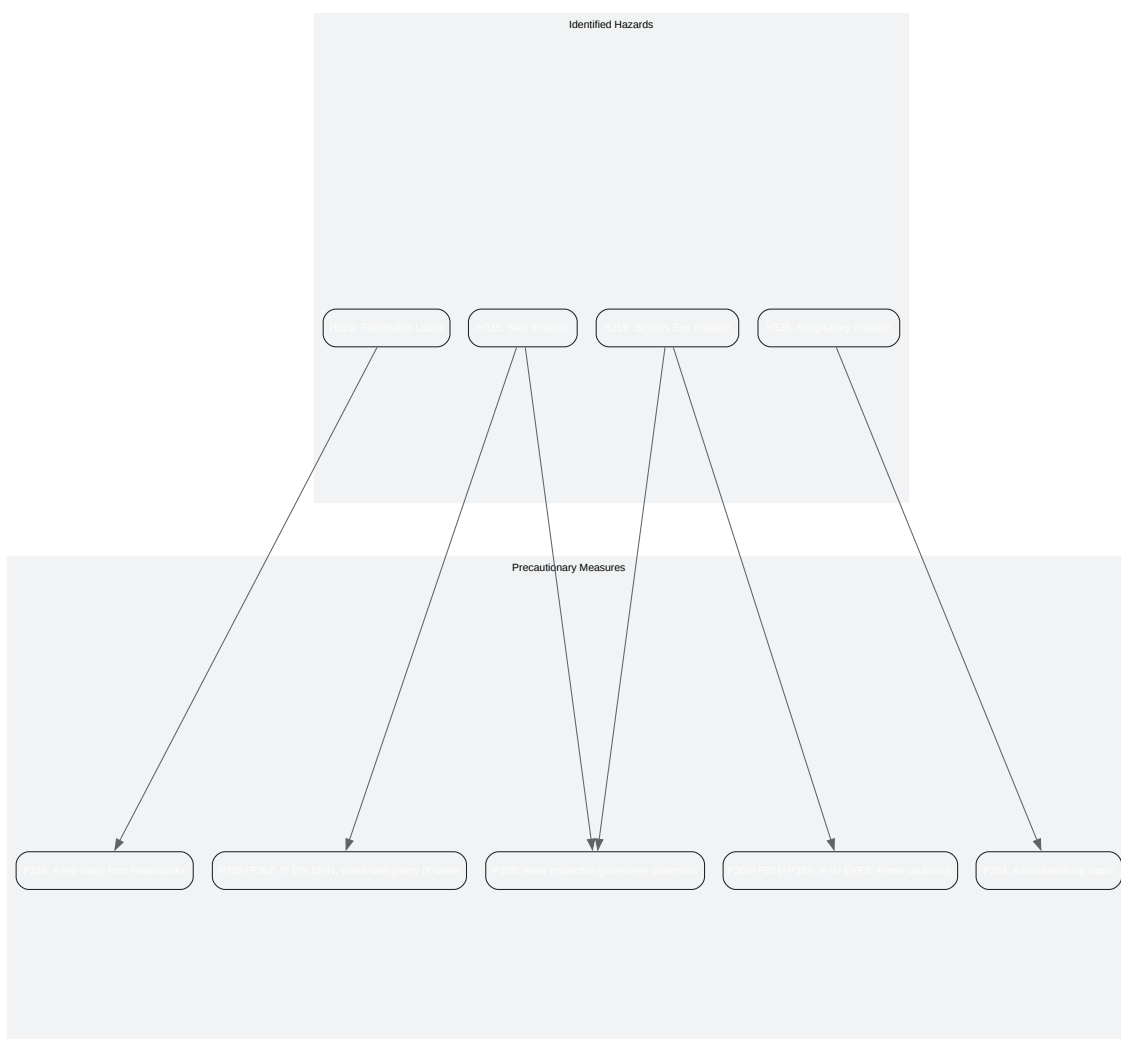 Identified Hazards
H226: Flammable Liquid
H315: Skin Irritation
H319: Serious Eye Irritation
H335: Respiratory Irritation
Precautionary Measures
P210: Keep away from heat/sparks
P302+P352: IF ON SKIN: Wash with plenty of water
P280: Wear protective gloves/eye protection
P305+P351+P338: IF IN EYES: Rinse cautiously
P261: Avoid breathing vapor